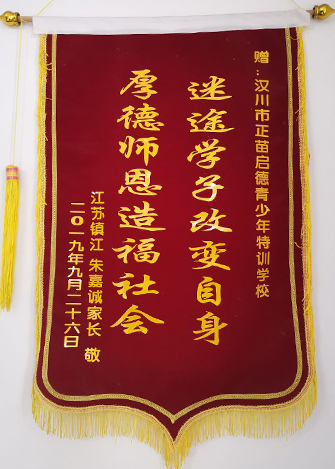 赠：汉川市正苗启德青少年特训学校
迷途学子改变自身
厚德师恩造福社会
江苏镇江 朱嘉诚家长 敬
二0一九年九月二十六日